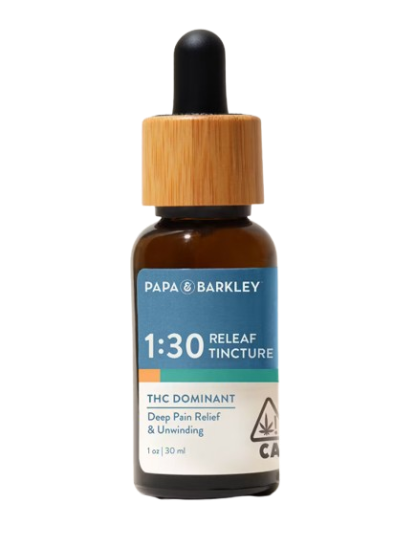 PAPA & BARKLEY
1:30 RELEAF
TINCTURE
THC DOMINANT
Deep Pain Relief
& Unwinding
1 oz | 30 ml
CA